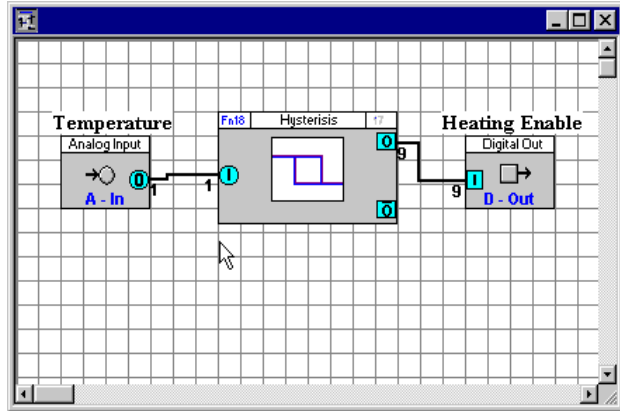 Temperature
Analog Input
A - In
O
1
1
Fn18
Hysterisis
17
I
O
9
O
Heating Enable
Digital Out
9
I
D - Out